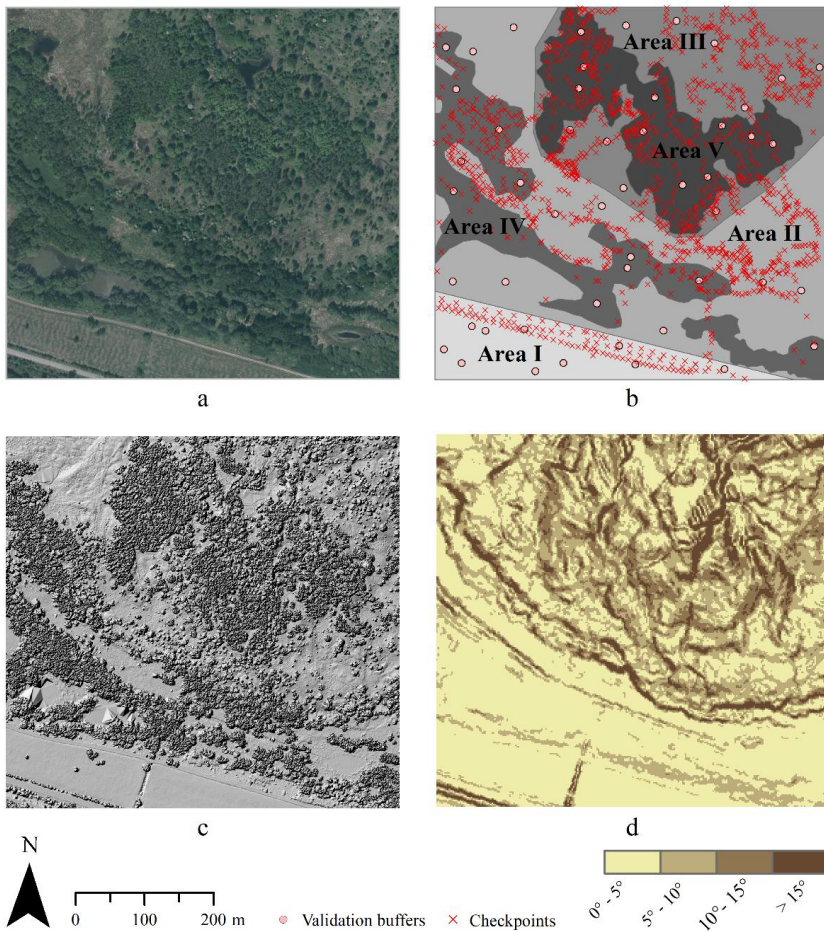 Area III
Area V
Area IV
Area II
Area I
a
b
c
d
N
0 100 200 m
Validation buffers
Checkpoints
0° - 5°
5° - 10°
10° - 15°
> 15°